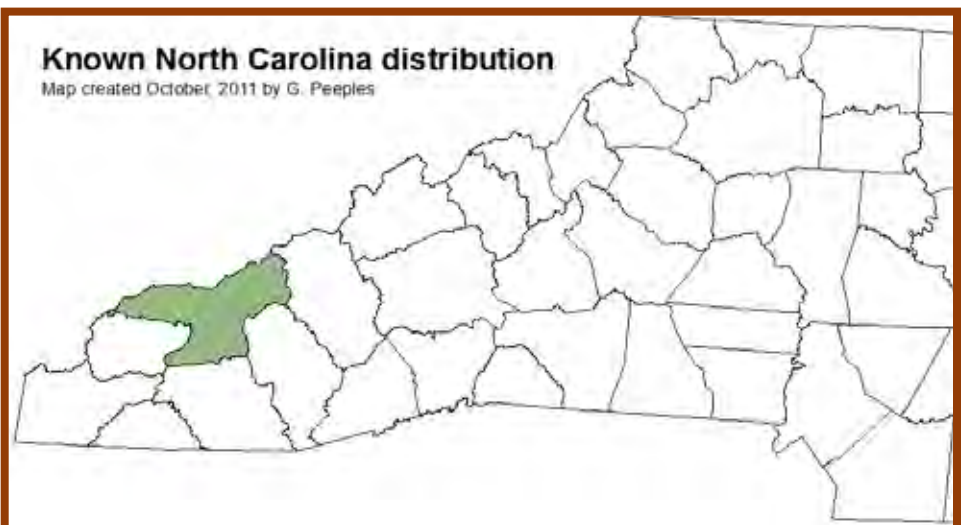 Known North Carolina distribution
Map created October, 2011 by G. Peeples